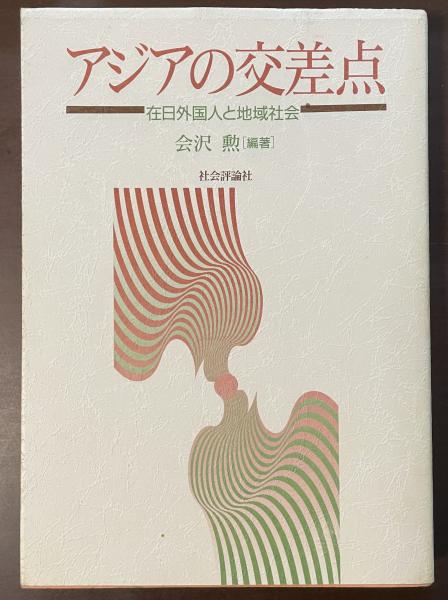 アジアの交差点
在日外国人と地域社会
会沢 勲[編著]
社会評論社